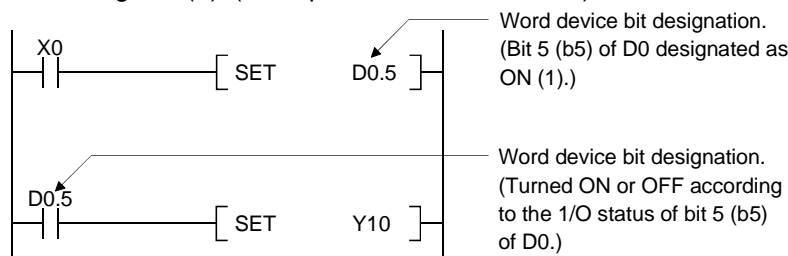 Word device bit designation.
(Bit 5 (b5) of D0 designated as
ON (1).)
X0
SET D0.5
Word device bit designation.
(Turned ON or OFF according
to the 1/O status of bit 5 (b5)
of D0.)
D0.5
SET Y10